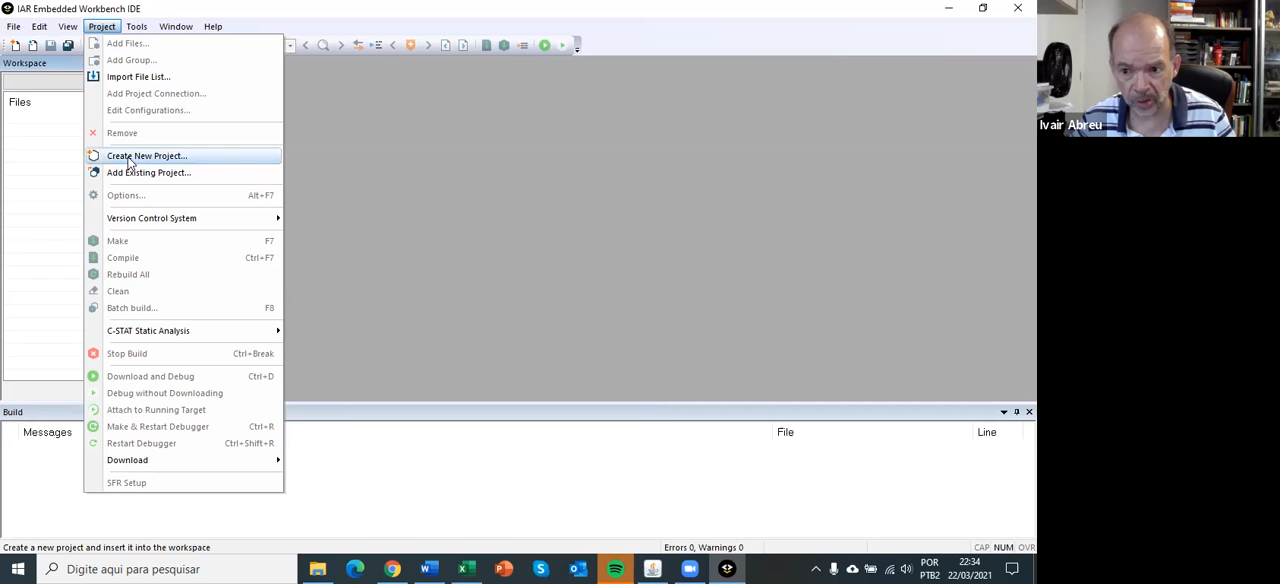 IAR Embedded Workbench IDE
File Edit View Project Tools Window Help
Workspace
Files
Add Files...
Add Group...
Import File List...
Add Project Connection...
Edit Configurations...
Remove
Create New Project...
Add Existing Project...
Options... Alt+F7
Version Control System
Make F7
Compile Ctrl+F7
Rebuild All
Clean
Batch build... F8
C-STAT Static Analysis
Stop Build Ctrl+Break
Download and Debug Ctrl+D
Debug without Downloading
Attach to Running Target
Make & Restart Debugger Ctrl+R
Restart Debugger Ctrl+Shift+R
Download
SFR Setup
Ivair Abreu
Build
Messages File Line
Create a new project and insert it into the workspace Errors 0, Warnings 0 CAP NUM OVR
Digite aqui para pesquisar
POR 22:34
PTB2 22/03/2021